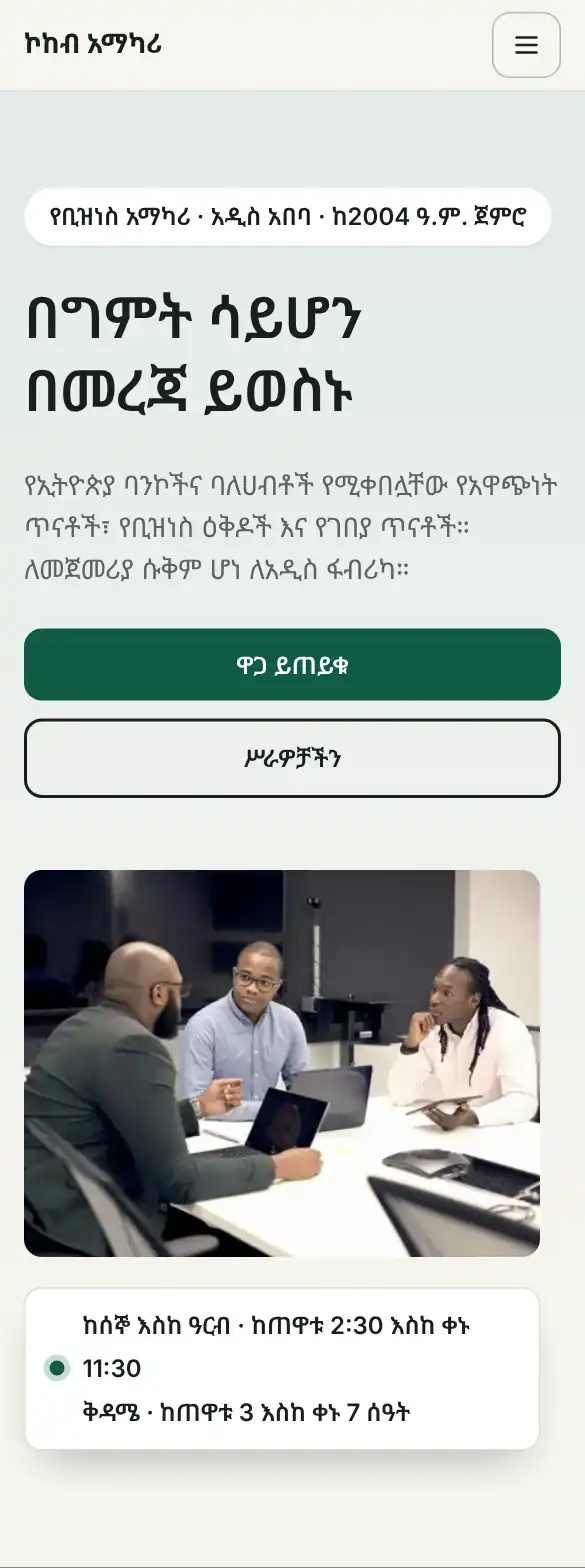 ኮከብ አማካሪ
የቢዝነስ አማካሪ · አዲስ አበባ · ከ2004 ዓ.ም. ጀምሮ
በግምት ሳይሆን
በመረጃ ይወስኑ
የኢትዮጵያ ባንኮችና ባለሀብቶች የሚቀበሏቸው የአዋጭነት
ጥናቶች፣ የቢዝነስ ዕቅዶች እና የገበያ ጥናቶች።
ለመጀመሪያ ሱቅም ሆነ ለአዲስ ፋብሪካ።
ዋጋ ይጠይቁ
ሥራዎቻችን
ከሰኞ እስከ ዓርብ · ከጠዋቱ 2:30 እስከ ቀኑ
11:30
ቅዳሜ · ከጠዋቱ 3 እስከ ቀኑ 7 ሰዓት